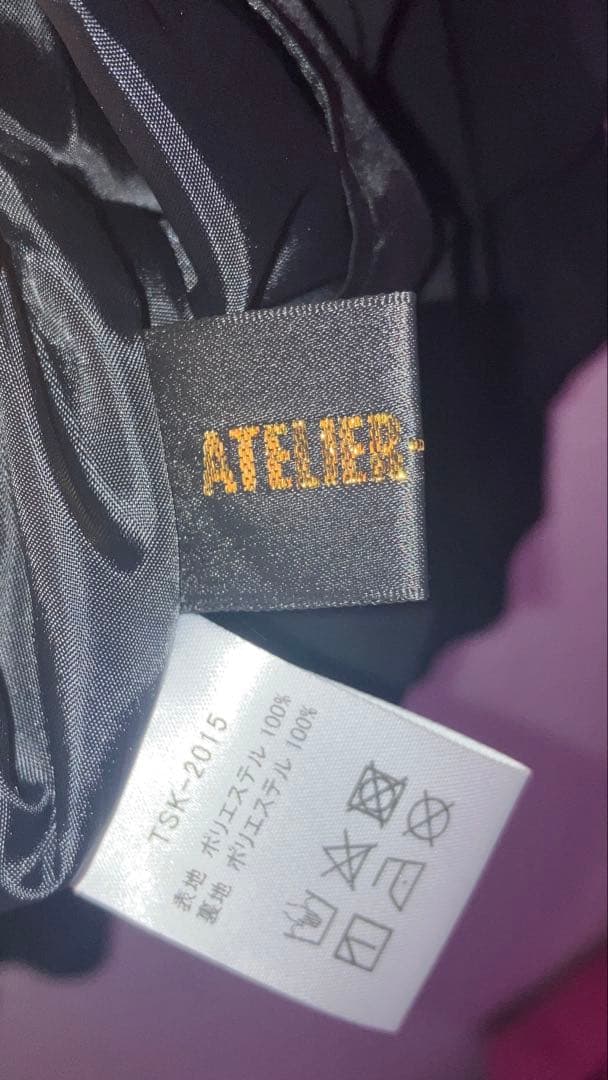 ATELIER-
TSK-2015
表地 ポリエステル 100%
裏地 ポリエステル 100%